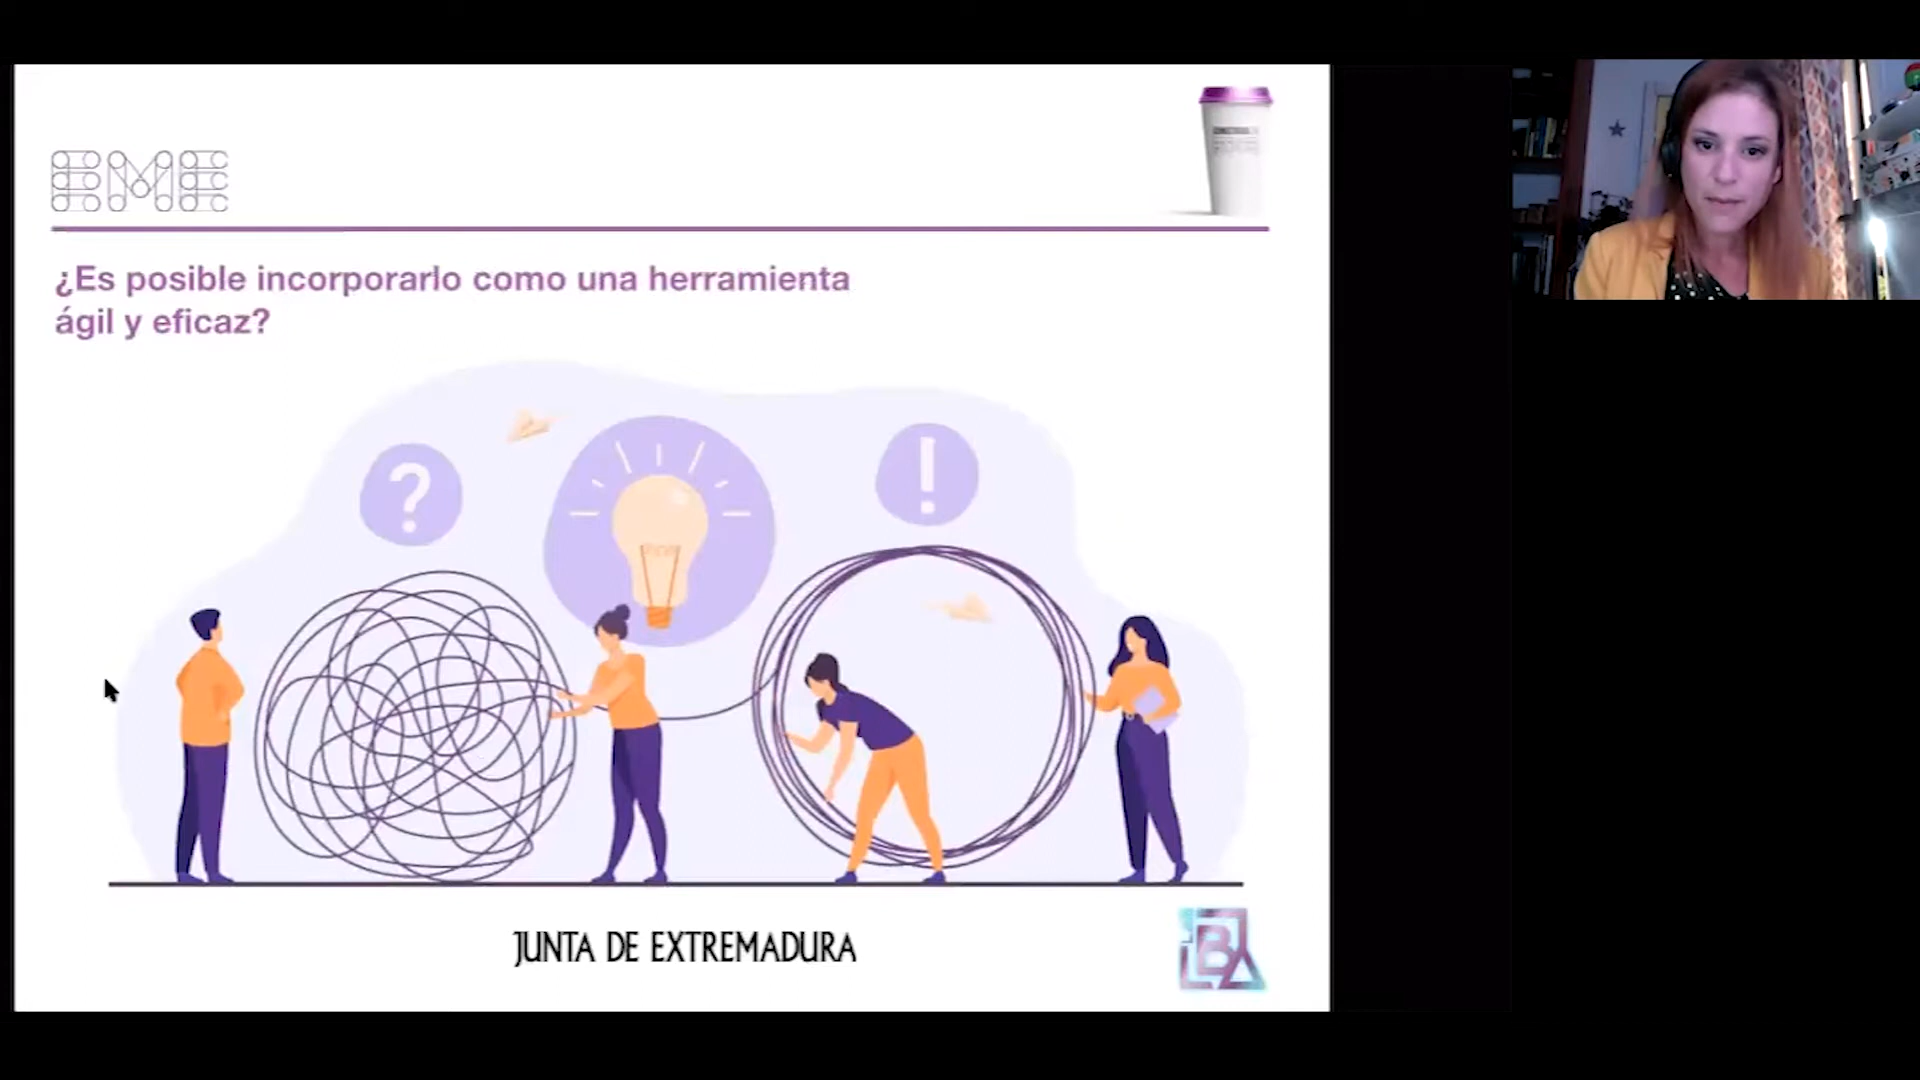 EME
¿Es posible incorporarlo como una herramienta
ágil y eficaz?
?
!
JUNTA DE EXTREMADURA